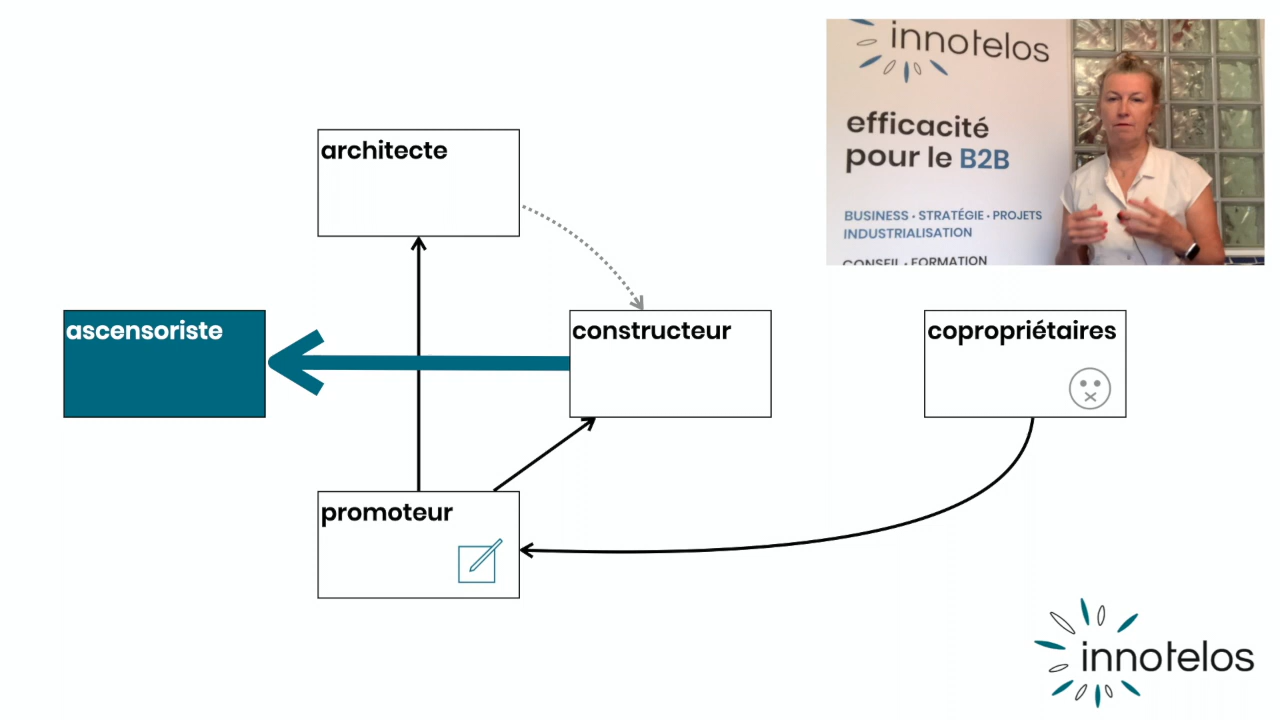 innotelos
efficacité
pour le B2B
BUSINESS • STRATÉGIE • PROJETS
INDUSTRIALISATION
CONSEIL • FORMATION
architecte
ascensoriste
constructeur
copropriétaires
promoteur
innotelos